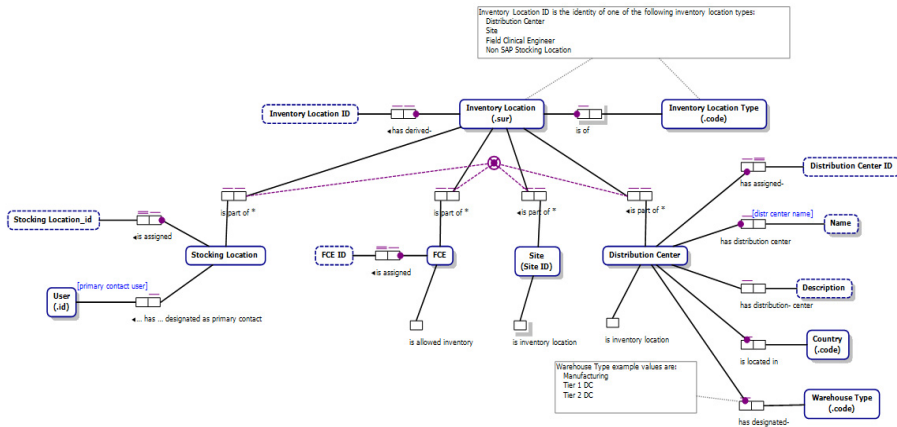 Inventory Location ID is the identity of one of the following inventory location types:
Distribution Center
Site
Field Clinical Engineer
Non SAP Stocking Location
Inventory Location ID
◄has derived-
Inventory Location
(.sur)
is of
Inventory Location Type
(.code)
is part of *
is part of *
◄is part of *
◄is part of *
has assigned-
Distribution Center ID
Stocking Location_id
◄is assigned
[distr center name]
Name
has distribution center
Stocking Location
FCE ID
◄is assigned
FCE
Site
(Site ID)
Distribution Center
User
(.id)
[primary contact user]
◄... has ... designated as primary contact
Description
has distribution- center
is allowed inventory
is inventory location
is inventory location
Country
(.code)
is located in
Warehouse Type example values are:
Manufacturing
Tier 1 DC
Tier 2 DC
Warehouse Type
(.code)
has designated-